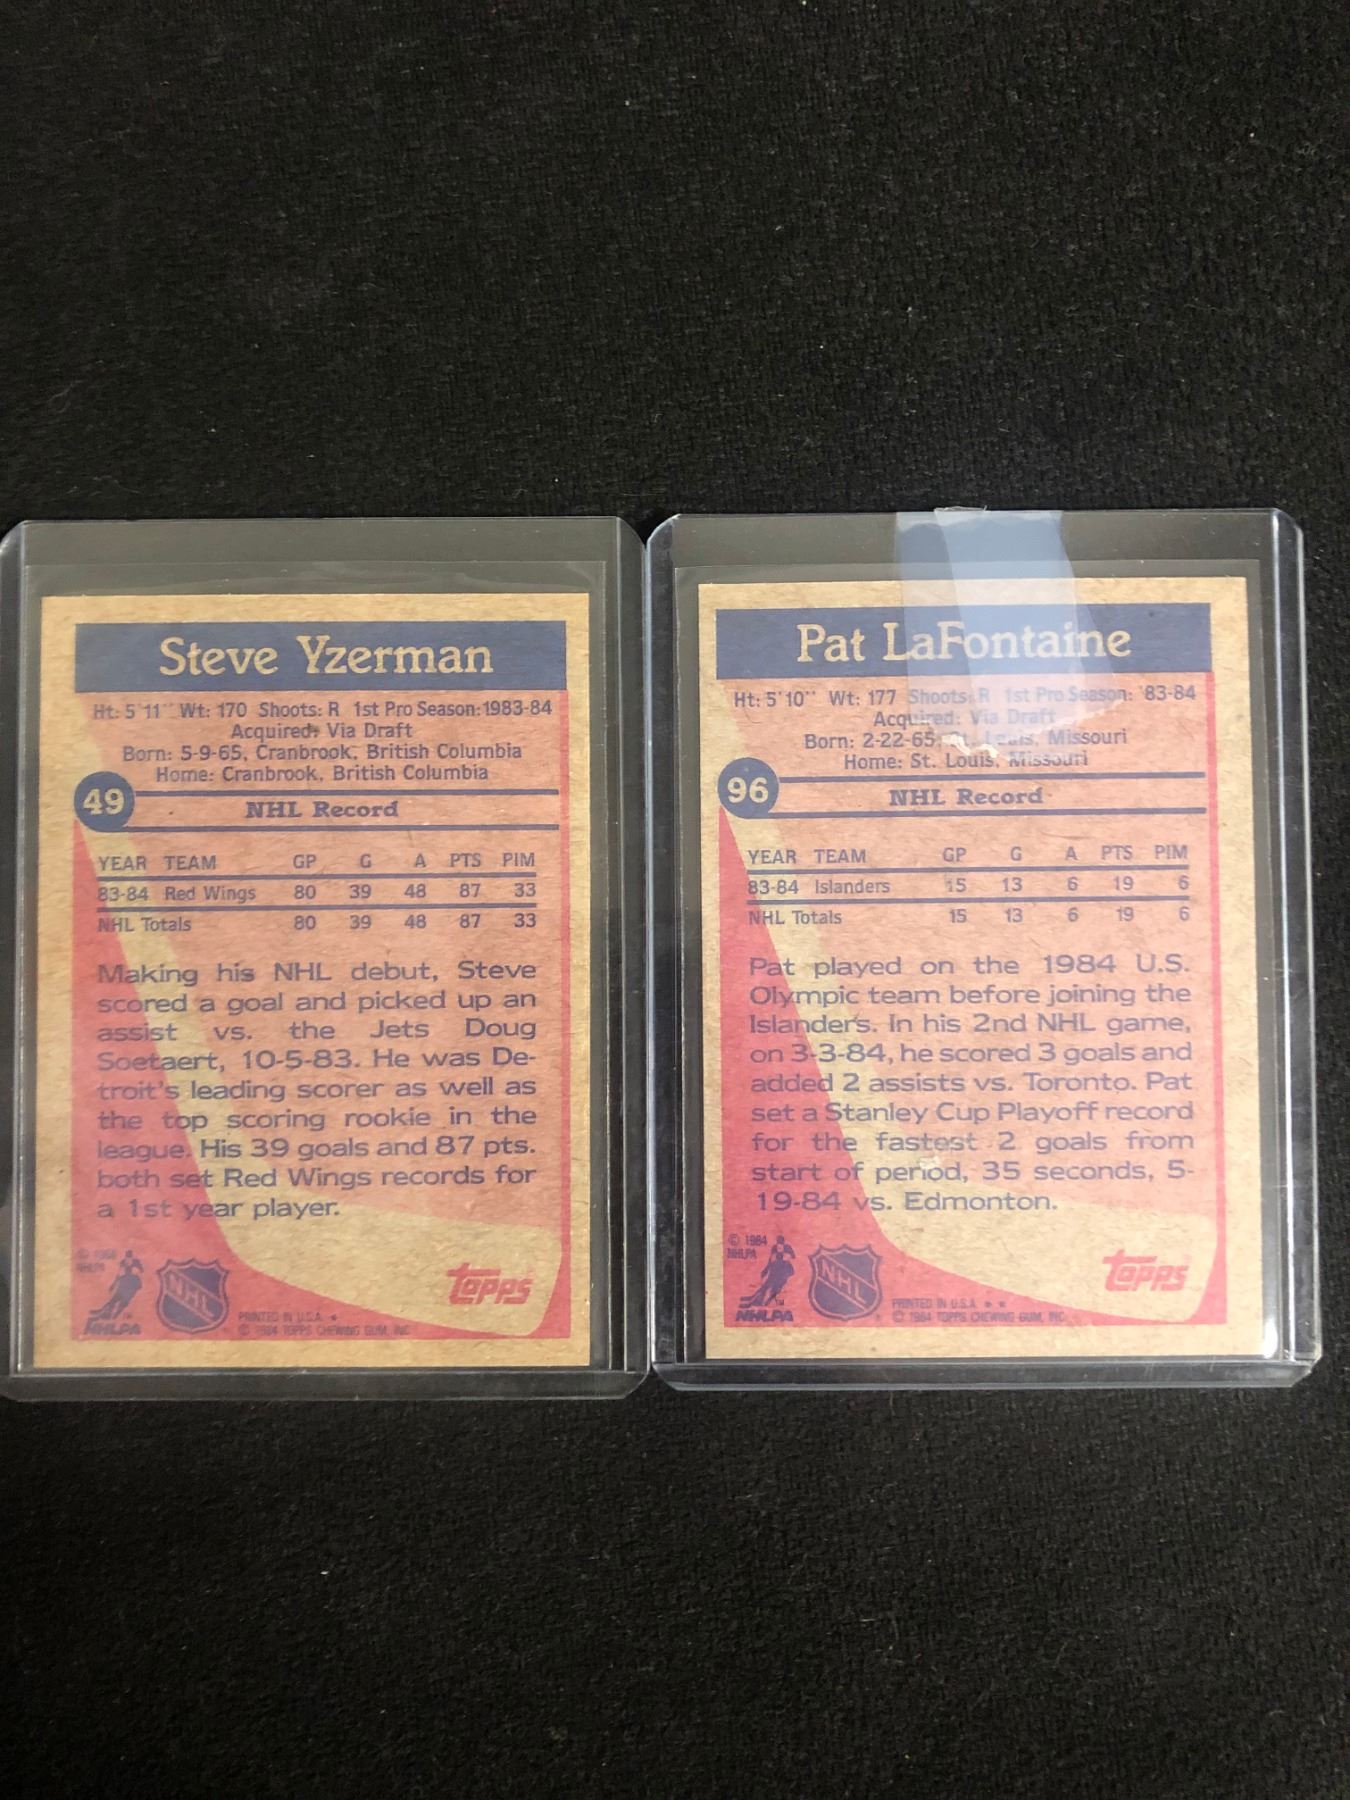 Steve Yzerman
Ht: 5'11" Wt: 170 Shoots: R 1st Pro Season: 1983-84
Acquired: Via Draft
Born: 5-9-65, Cranbrook, British Columbia
Home: Cranbrook, British Columbia
49
NHL Record
YEAR TEAM GP G A PTS PIM
83-84 Red Wings 80 39 48 87 33
NHL Totals 80 39 48 87 33
Making his NHL debut, Steve
scored a goal and picked up an
assist vs. the Jets Doug
Soetaert, 10-5-83. He was De-
troit's leading scorer as well as
the top scoring rookie in the
league. His 39 goals and 87 pts.
both set Red Wings records for
a 1st year player.
© 1984
NHLPA
NHLPA
TM
NHL
topps
PRINTED IN U.S.A. *
© 1984 TOPPS CHEWING GUM, INC.
Pat LaFontaine
Ht: 5'10" Wt: 177 Shoots: R 1st Pro Season: '83-84
Acquired: Via Draft
Born: 2-22-65, St. Louis, Missouri
Home: St. Louis, Missouri
96
NHL Record
YEAR TEAM GP G A PTS PIM
83-84 Islanders 15 13 6 19 6
NHL Totals 15 13 6 19 6
Pat played on the 1984 U.S.
Olympic team before joining the
Islanders. In his 2nd NHL game,
on 3-3-84, he scored 3 goals and
added 2 assists vs. Toronto. Pat
set a Stanley Cup Playoff record
for the fastest 2 goals from
start of period, 35 seconds, 5-
19-84 vs. Edmonton.
© 1984
NHLPA
NHLPA
TM
NHL
topps
PRINTED IN U.S.A. * *
© 1984 TOPPS CHEWING GUM, INC.